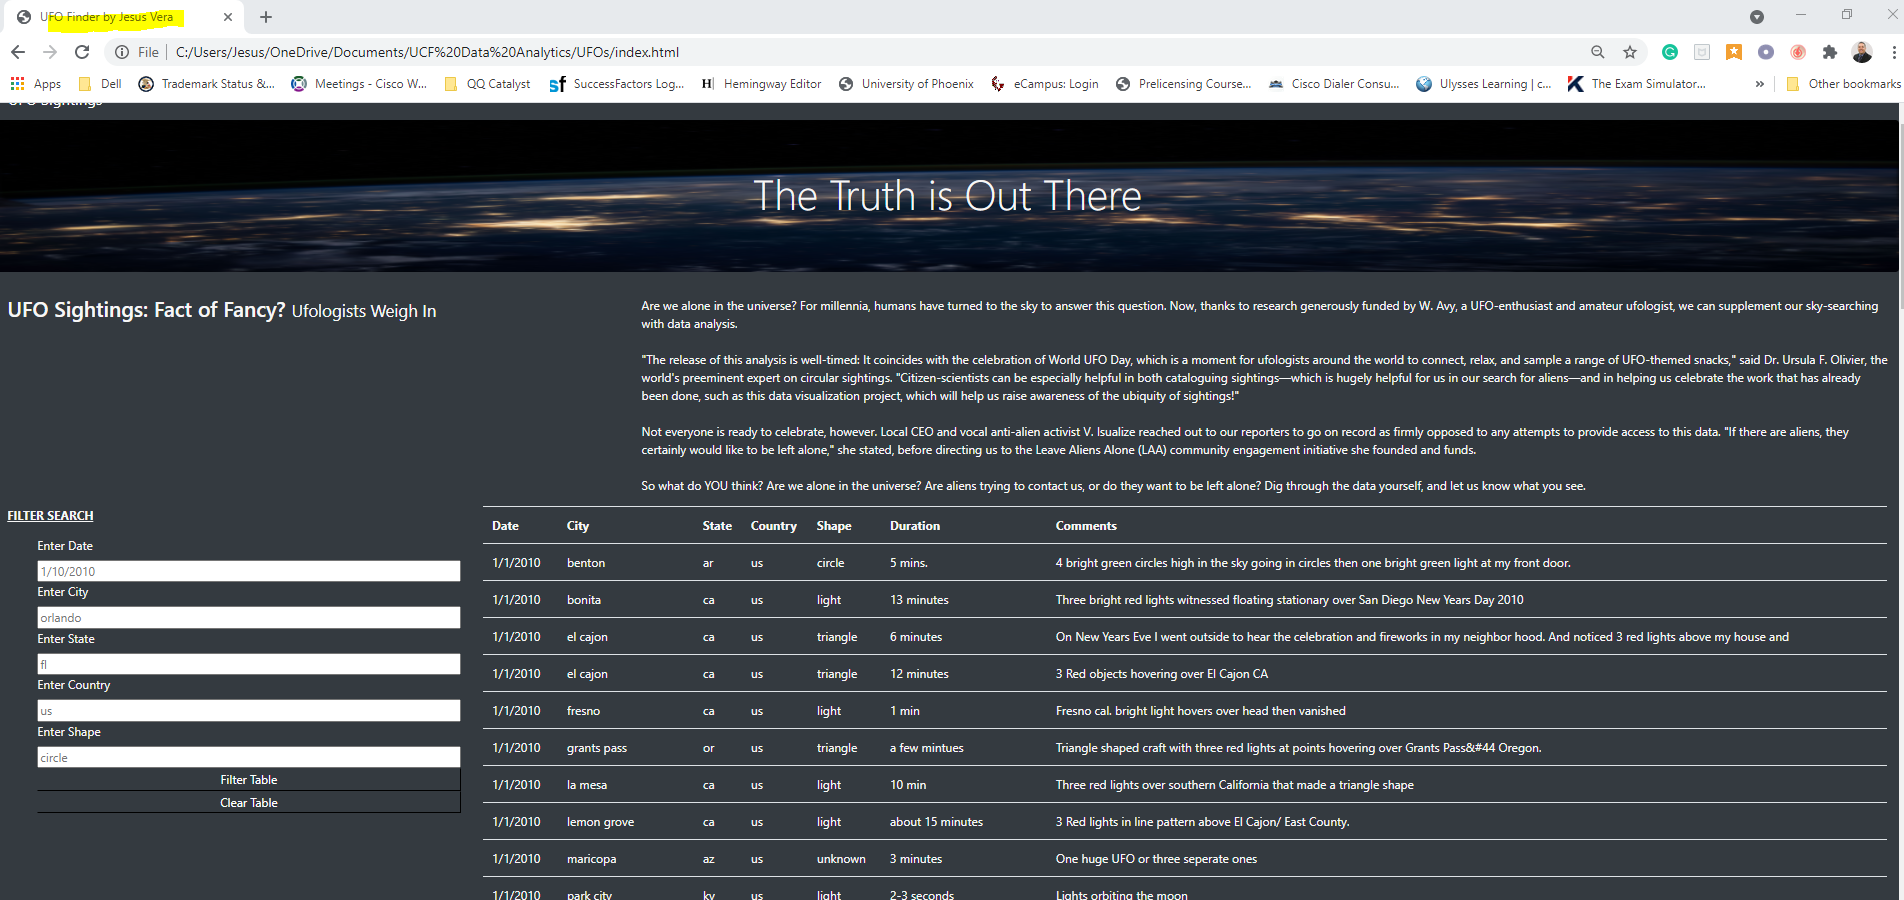 UFO Finder by Jesus Vera
File | C:/Users/Jesus/OneDrive/Documents/UCF%20Data%20Analytics/UFOs/index.html
Apps Dell Trademark Status &... Meetings - Cisco W... QQ Catalyst SuccessFactors Log... Hemingway Editor University of Phoenix eCampus: Login Prelicensing Course... Cisco Dialer Consu... Ulysses Learning | c... The Exam Simulator... » Other bookmarks
UFO Sightings
The Truth is Out There
UFO Sightings: Fact of Fancy? Ufologists Weigh In
Are we alone in the universe? For millennia, humans have turned to the sky to answer this question. Now, thanks to research generously funded by W. Avy, a UFO-enthusiast and amateur ufologist, we can supplement our sky-searching
with data analysis.
"The release of this analysis is well-timed: It coincides with the celebration of World UFO Day, which is a moment for ufologists around the world to connect, relax, and sample a range of UFO-themed snacks," said Dr. Ursula F. Olivier, the
world's preeminent expert on circular sightings. "Citizen-scientists can be especially helpful in both cataloguing sightings—which is hugely helpful for us in our search for aliens—and in helping us celebrate the work that has already
been done, such as this data visualization project, which will help us raise awareness of the ubiquity of sightings!"
Not everyone is ready to celebrate, however. Local CEO and vocal anti-alien activist V. Isualize reached out to our reporters to go on record as firmly opposed to any attempts to provide access to this data. "If there are aliens, they
certainly would like to be left alone," she stated, before directing us to the Leave Aliens Alone (LAA) community engagement initiative she founded and funds.
So what do YOU think? Are we alone in the universe? Are aliens trying to contact us, or do they want to be left alone? Dig through the data yourself, and let us know what you see.
FILTER SEARCH
Enter Date
1/10/2010
Enter City
orlando
Enter State
fl
Enter Country
us
Enter Shape
circle
Filter Table
Clear Table
Date City State Country Shape Duration Comments
1/1/2010 benton ar us circle 5 mins. 4 bright green circles high in the sky going in circles then one bright green light at my front door.
1/1/2010 bonita ca us light 13 minutes Three bright red lights witnessed floating stationary over San Diego New Years Day 2010
1/1/2010 el cajon ca us triangle 6 minutes On New Years Eve I went outside to hear the celebration and fireworks in my neighbor hood. And noticed 3 red lights above my house and
1/1/2010 el cajon ca us triangle 12 minutes 3 Red objects hovering over El Cajon CA
1/1/2010 fresno ca us light 1 min Fresno cal. bright light hovers over head then vanished
1/1/2010 grants pass or us triangle a few mintues Triangle shaped craft with three red lights at points hovering over Grants Pass&#44 Oregon.
1/1/2010 la mesa ca us light 10 min Three red lights over southern California that made a triangle shape
1/1/2010 lemon grove ca us light about 15 minutes 3 Red lights in line pattern above El Cajon/ East County.
1/1/2010 maricopa az us unknown 3 minutes One huge UFO or three seperate ones
1/1/2010 park city ky us light 2-3 seconds Lights orbiting the moon